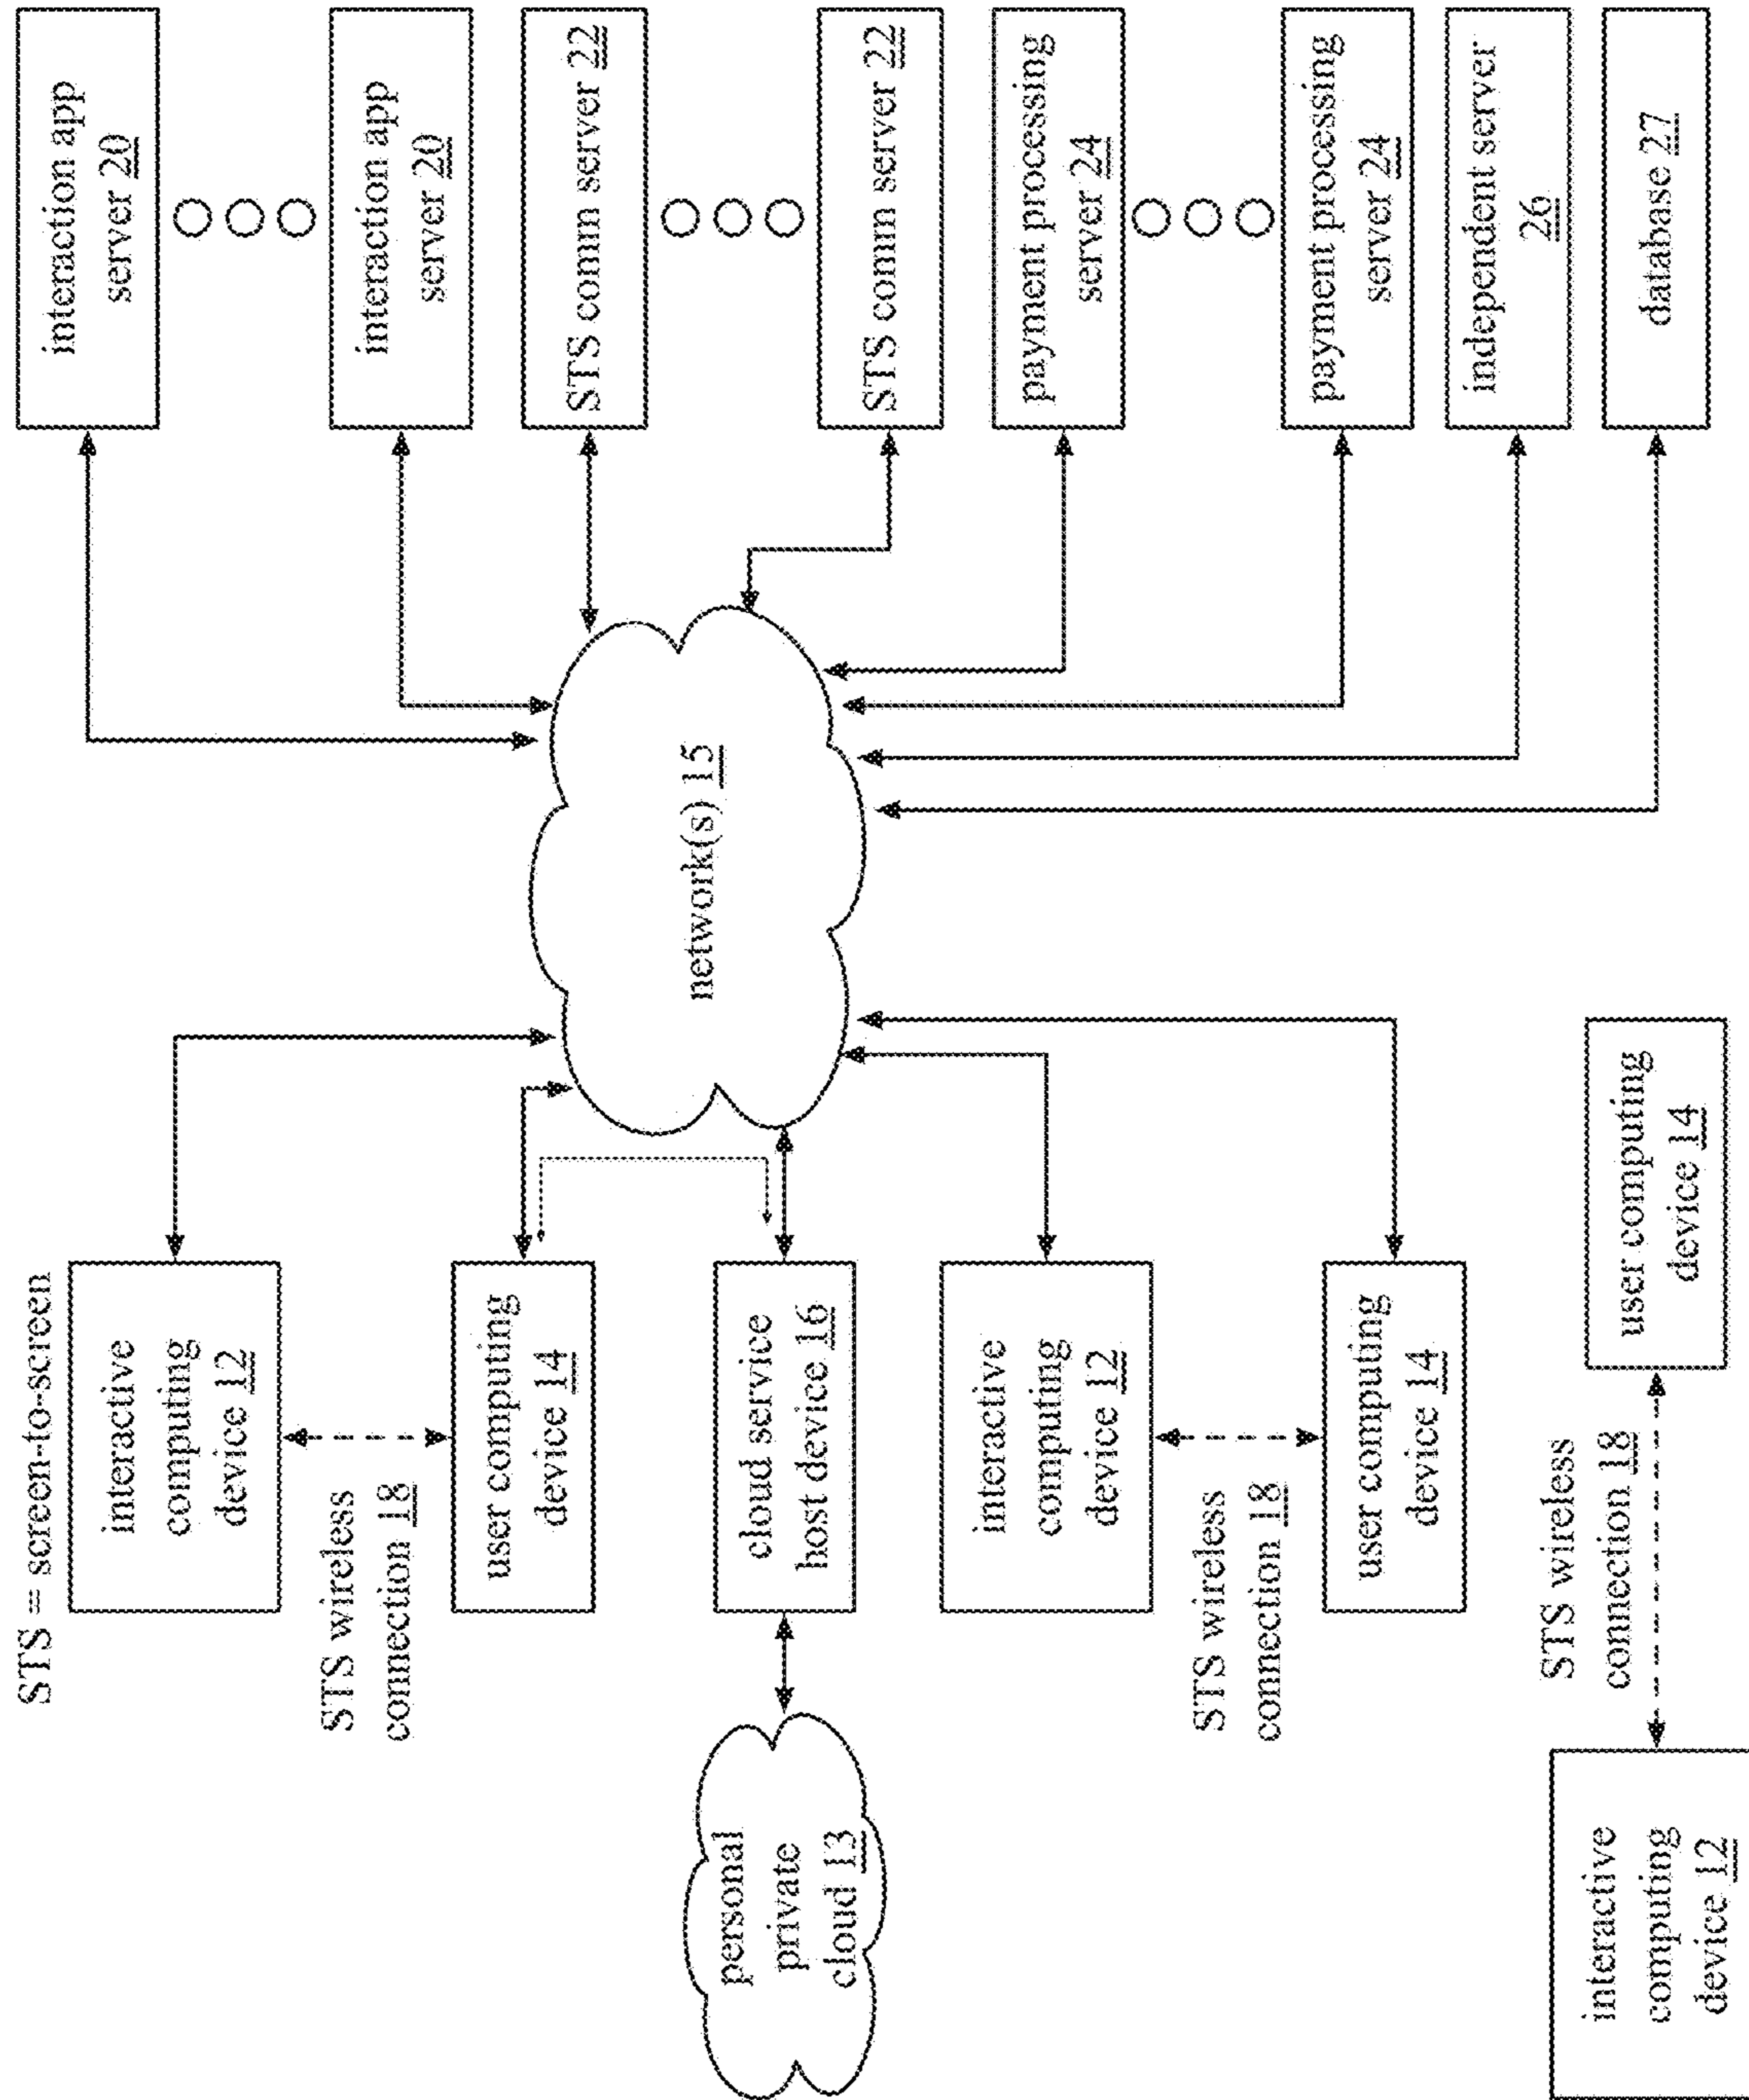 STS = screen-to-screen
interactive
computing
device 12
STS wireless
connection 18
user computing
device 14
personal
private
cloud 13
cloud service
host device 16
interactive
computing
device 12
STS wireless
connection 18
user computing
device 14
interactive
computing
device 12
STS wireless
connection 18
user computing
device 14
network(s) 15
interaction app
server 20
interaction app
server 20
STS comm server 22
STS comm server 22
payment processing
server 24
payment processing
server 24
independent server
26
database 27